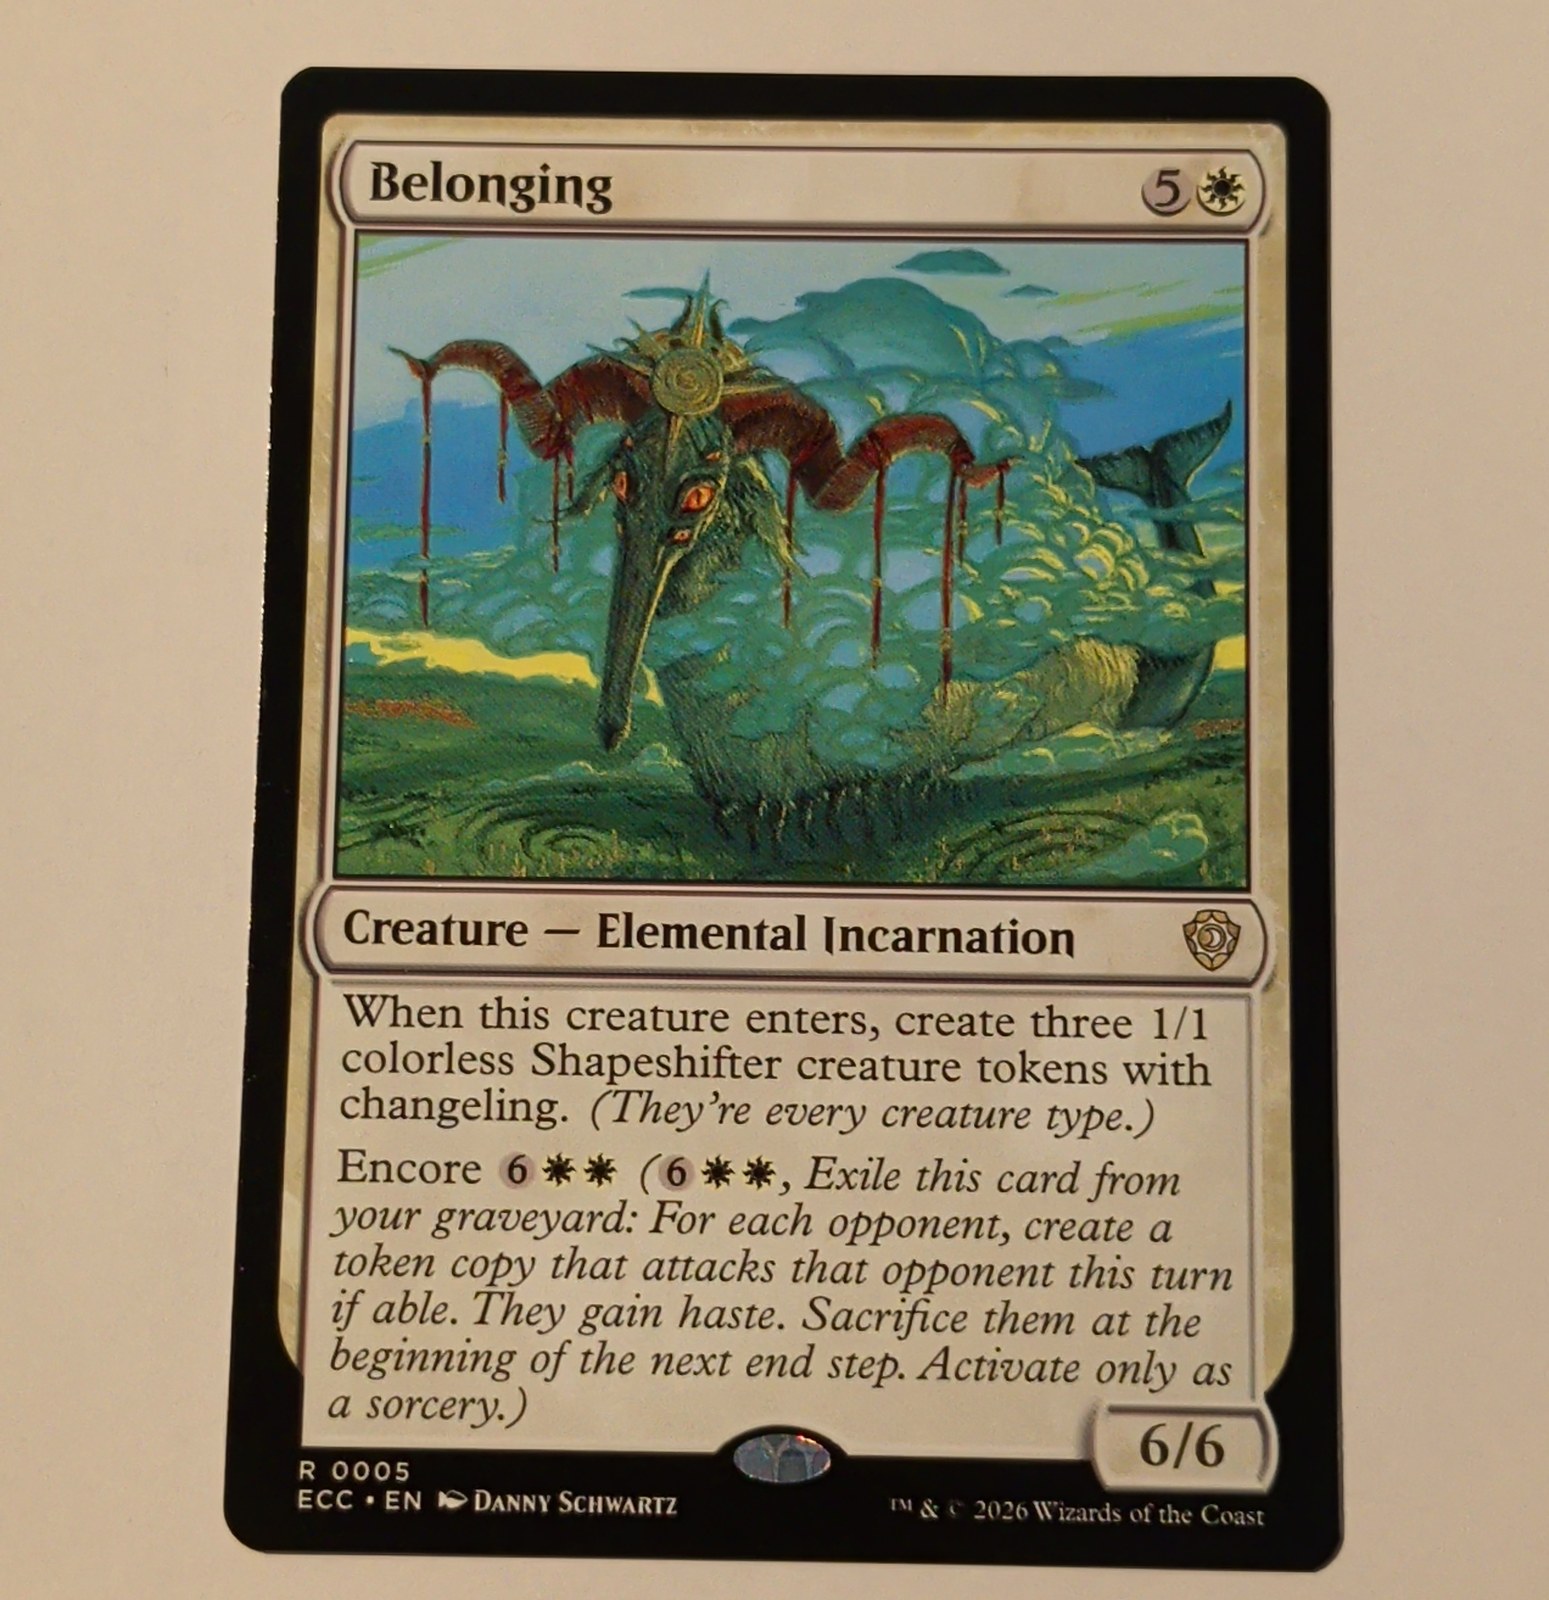 Belonging 5
Creature — Elemental Incarnation
When this creature enters, create three 1/1
colorless Shapeshifter creature tokens with
changeling. (They're every creature type.)
Encore 6 (6, Exile this card from
your graveyard: For each opponent, create a
token copy that attacks that opponent this turn
if able. They gain haste. Sacrifice them at the
beginning of the next end step. Activate only as
a sorcery.)
6/6
R 0005
ECC • EN DANNY SCHWARTZ
™ & © 2026 Wizards of the Coast